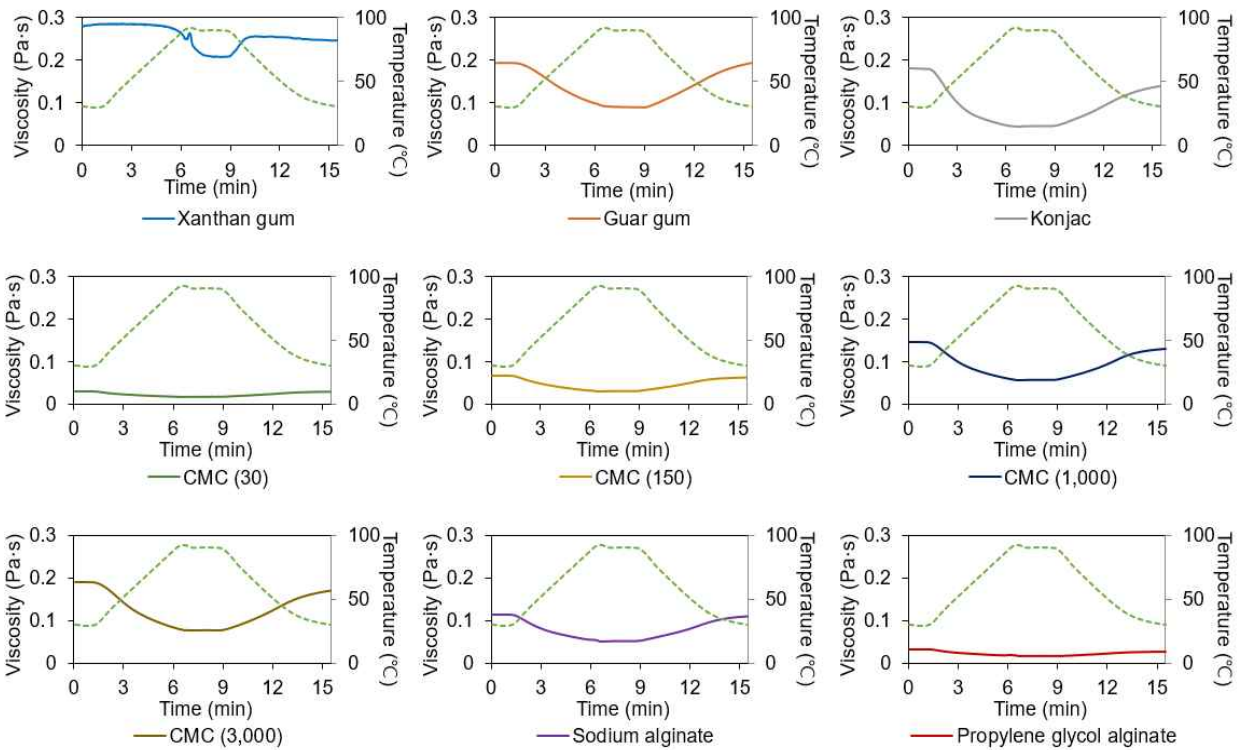 Viscosity (Pa·s)
0.3
0.2
0.1
0
100
50
0
Temperature (℃)
0 3 6 9 12 15
Time (min)
Xanthan gum
Viscosity (Pa·s)
0.3
0.2
0.1
0
100
50
0
Temperature (℃)
0 3 6 9 12 15
Time (min)
Guar gum
Viscosity (Pa·s)
0.3
0.2
0.1
0
100
50
0
Temperature (℃)
0 3 6 9 12 15
Time (min)
Konjac
Viscosity (Pa·s)
0.3
0.2
0.1
0
100
50
0
Temperature (℃)
0 3 6 9 12 15
Time (min)
CMC (30)
Viscosity (Pa·s)
0.3
0.2
0.1
0
100
50
0
Temperature (℃)
0 3 6 9 12 15
Time (min)
CMC (150)
Viscosity (Pa·s)
0.3
0.2
0.1
0
100
50
0
Temperature (℃)
0 3 6 9 12 15
Time (min)
CMC (1,000)
Viscosity (Pa·s)
0.3
0.2
0.1
0
100
50
0
Temperature (℃)
0 3 6 9 12 15
Time (min)
CMC (3,000)
Viscosity (Pa·s)
0.3
0.2
0.1
0
100
50
0
Temperature (℃)
0 3 6 9 12 15
Time (min)
Sodium alginate
Viscosity (Pa·s)
0.3
0.2
0.1
0
100
50
0
Temperature (℃)
0 3 6 9 12 15
Time (min)
Propylene glycol alginate